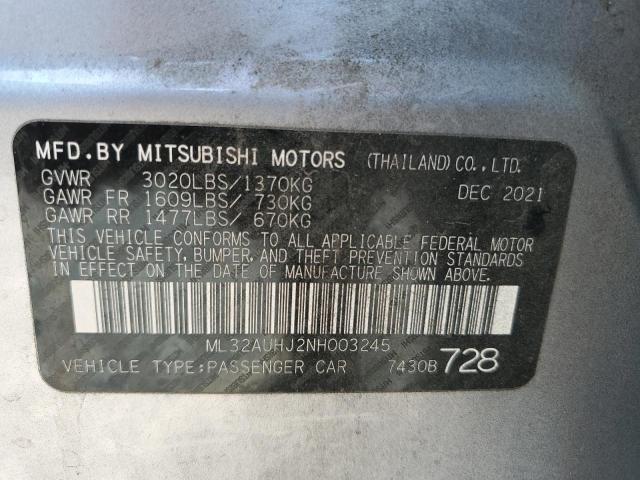 MFD.BY MITSUBISHI MOTORS (THAILAND) CO., LTD.
GVWR 3020LBS/1370KG DEC 2021
GAWR FR 1609LBS/ 730KG
GAWR RR 1477LBS/ 670KG
THIS VEHICLE CONFORMS TO ALL APPLICABLE FEDERAL MOTOR
VEHICLE SAFETY, BUMPER, AND THEFT PREVENTION STANDARDS
IN EFFECT ON THE DATE OF MANUFACTURE SHOWN ABOVE.
ML32AUHJ2NH003245
VEHICLE TYPE:PASSENGER CAR 7430B 728